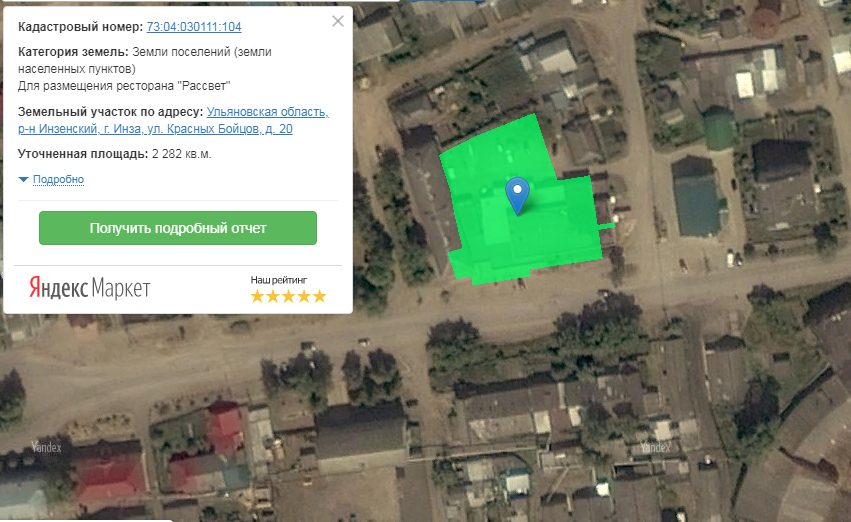 Кадастровый номер: 73:04:030111:104
Категория земель: Земли поселений (земли
населенных пунктов)
Для размещения ресторана "Рассвет"
Земельный участок по адресу: Ульяновская область,
р-н Инзенский, г. Инза, ул. Красных Бойцов, д. 20
Уточненная площадь: 2 282 кв.м.
Подробно
Получить подробный отчет
Яндекс Маркет
Наш рейтинг
Yandex
Yandex